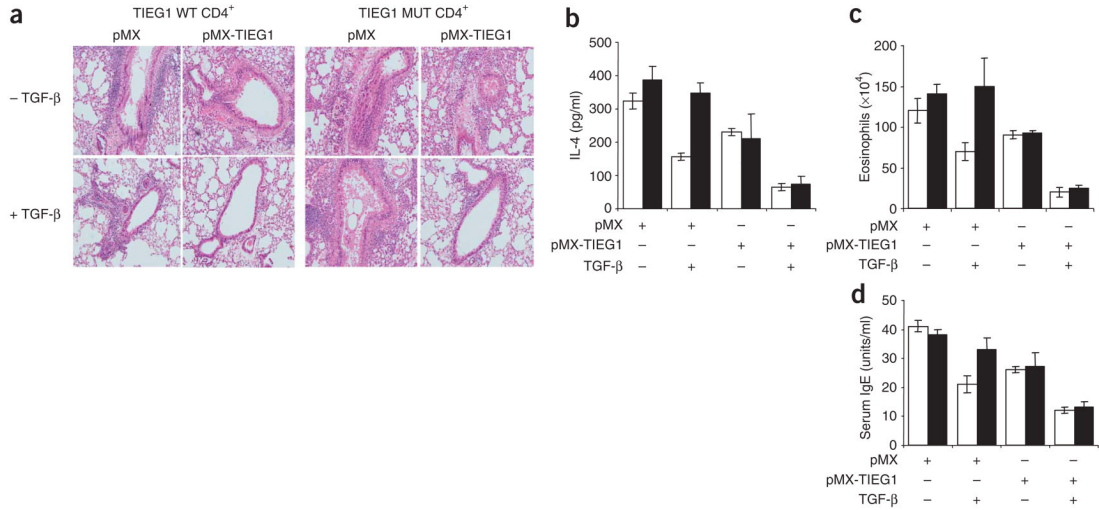 a
TIEG1 WT CD4+
TIEG1 MUT CD4+
pMX
pMX-TIEG1
pMX
pMX-TIEG1
– TGF-β
+ TGF-β
b
500
400
300
200
100
0
IL-4 (pg/ml)
pMX + + – –
pMX-TIEG1 – – + +
TGF-β – + – +
c
200
150
100
50
0
Eosinophils (×10⁴)
pMX + + – –
pMX-TIEG1 – – + +
TGF-β – + – +
d
50
40
30
20
10
0
Serum IgE (units/ml)
pMX + + – –
pMX-TIEG1 – – + +
TGF-β – + – +